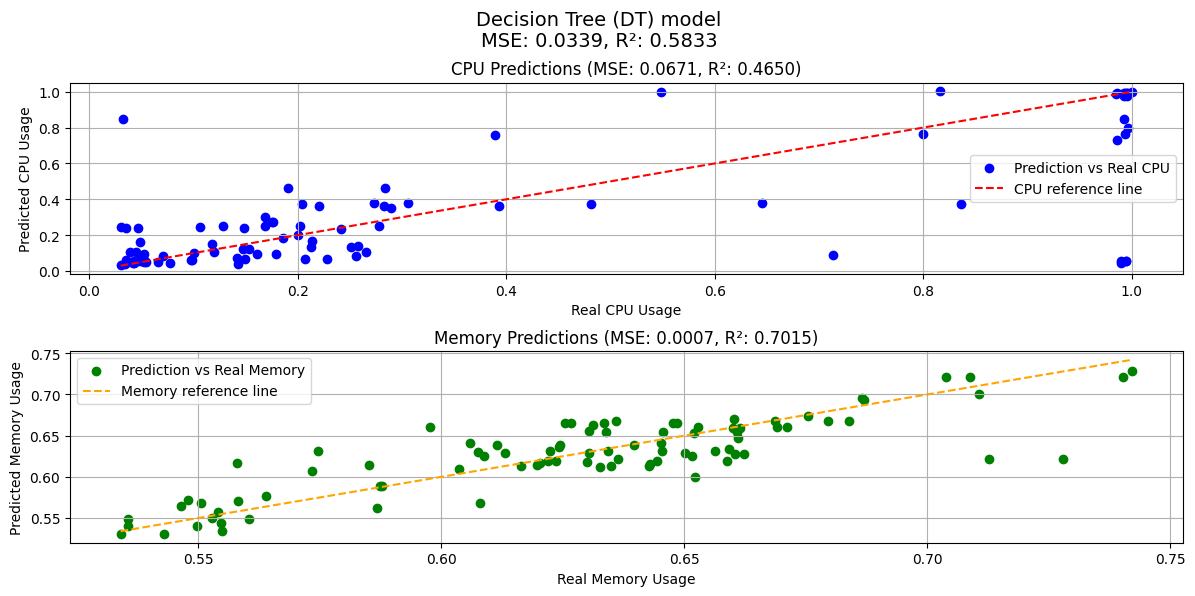 Decision Tree (DT) model
MSE: 0.0339, R²: 0.5833
CPU Predictions (MSE: 0.0671, R²: 0.4650)
Predicted CPU Usage
1.0
0.8
0.6
0.4
0.2
0.0
Prediction vs Real CPU
CPU reference line
0.0 0.2 0.4 0.6 0.8 1.0
Real CPU Usage
Memory Predictions (MSE: 0.0007, R²: 0.7015)
Predicted Memory Usage
0.75
0.70
0.65
0.60
0.55
Prediction vs Real Memory
Memory reference line
0.55 0.60 0.65 0.70 0.75
Real Memory Usage